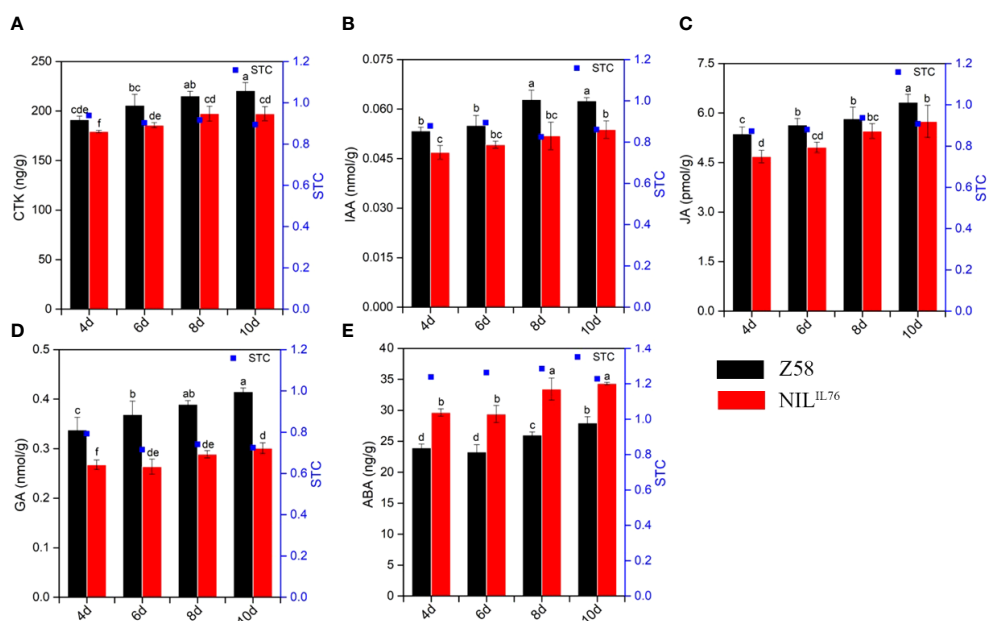 A
250
200
150
100
50
0
CTK (ng/g)
cde
f
bc
de
ab
cd
a
cd
STC
1.2
1.0
0.8
0.6
0.4
0.2
0.0
STC
4d
6d
8d
10d
B
0.075
0.060
0.045
0.030
0.015
0.000
IAA (nmol/g)
b
c
b
bc
a
bc
a
b
STC
1.2
1.0
0.8
0.6
0.4
0.2
0.0
STC
4d
6d
8d
10d
C
7.5
6.0
4.5
3.0
1.5
0.0
JA (pmol/g)
c
d
b
cd
b
bc
a
b
STC
1.2
1.0
0.8
0.6
0.4
0.2
0.0
STC
4d
6d
8d
10d
D
0.5
0.4
0.3
0.2
0.1
0.0
GA (nmol/g)
c
f
b
de
ab
de
a
d
STC
1.2
1.0
0.8
0.6
0.4
0.2
0.0
STC
4d
6d
8d
10d
E
40
35
30
25
20
15
10
5
0
ABA (ng/g)
d
b
d
b
c
a
b
a
STC
1.4
1.2
1.0
0.8
0.6
0.4
0.2
0.0
STC
4d
6d
8d
10d
Z58
NIL^IL76